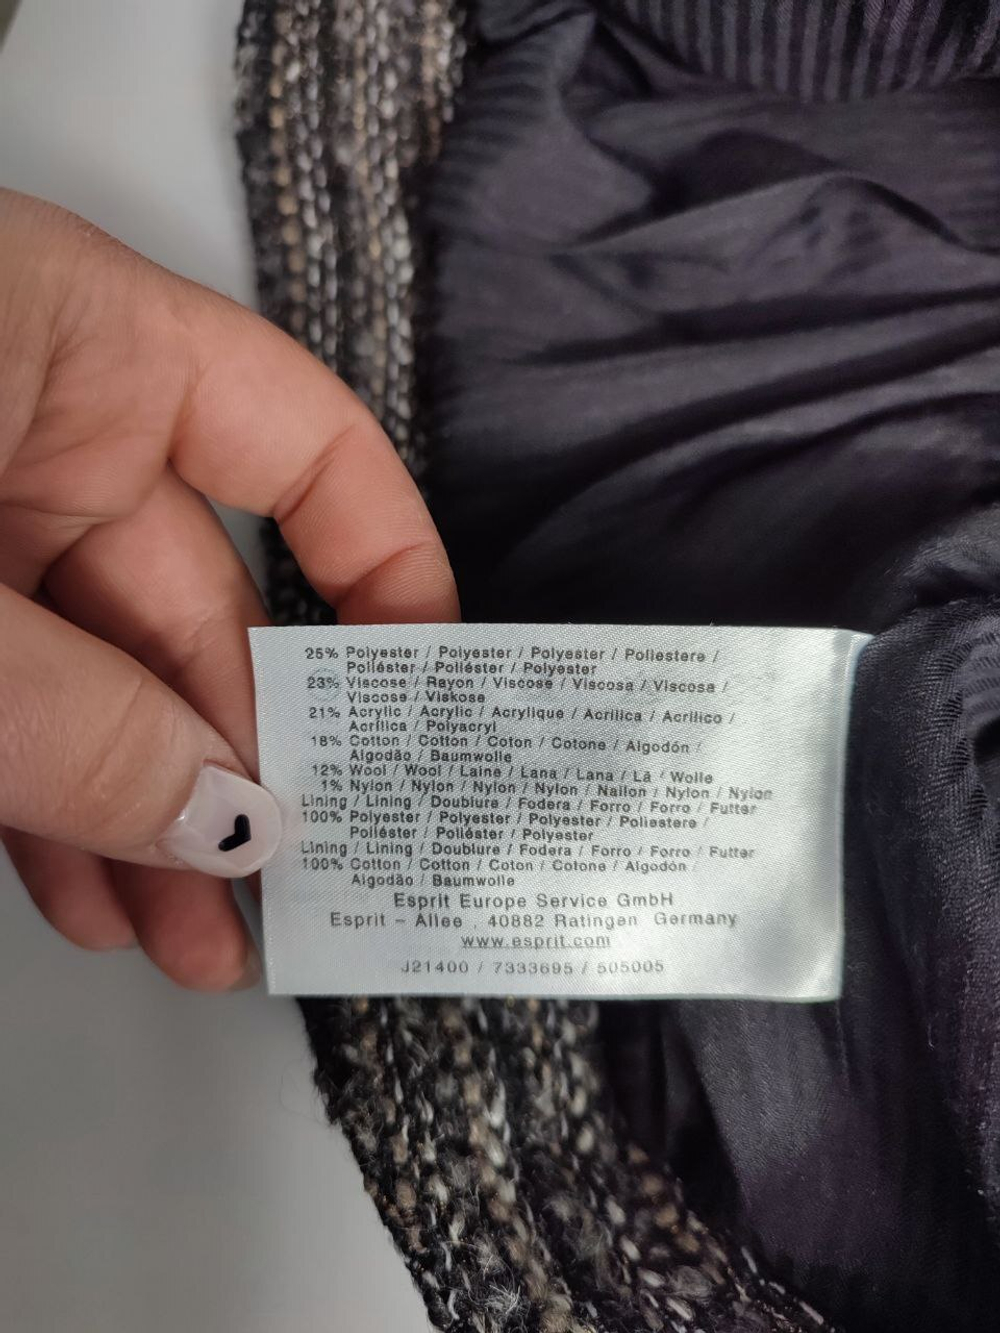 25% Polyester / Polyester / Polyester / Poliestere /
Poliéster / Poliéster / Polyester
23% Viscose / Rayon / Viscose / Viscosa / Viscosa /
Viscose / Viskose
21% Acrylic / Acrylic / Acrylique / Acrilica / Acrílico /
Acrílica / Polyacryl
18% Cotton / Cotton / Coton / Cotone / Algodón /
Algodão / Baumwolle
12% Wool / Wool / Laine / Lana / Lana / Lã / Wolle
1% Nylon / Nylon / Nylon / Nylon / Nailon / Nylon / Nylon
Lining / Lining / Doublure / Fodera / Forro / Forro / Futter
100% Polyester / Polyester / Polyester / Poliestere /
Poliéster / Poliéster / Polyester
Lining / Lining / Doublure / Fodera / Forro / Forro / Futter
100% Cotton / Cotton / Coton / Cotone / Algodón /
Algodão / Baumwolle
Esprit Europe Service GmbH
Esprit - Allee , 40882 Ratingen Germany
www.esprit.com
J21400 / 7333695 / 505005